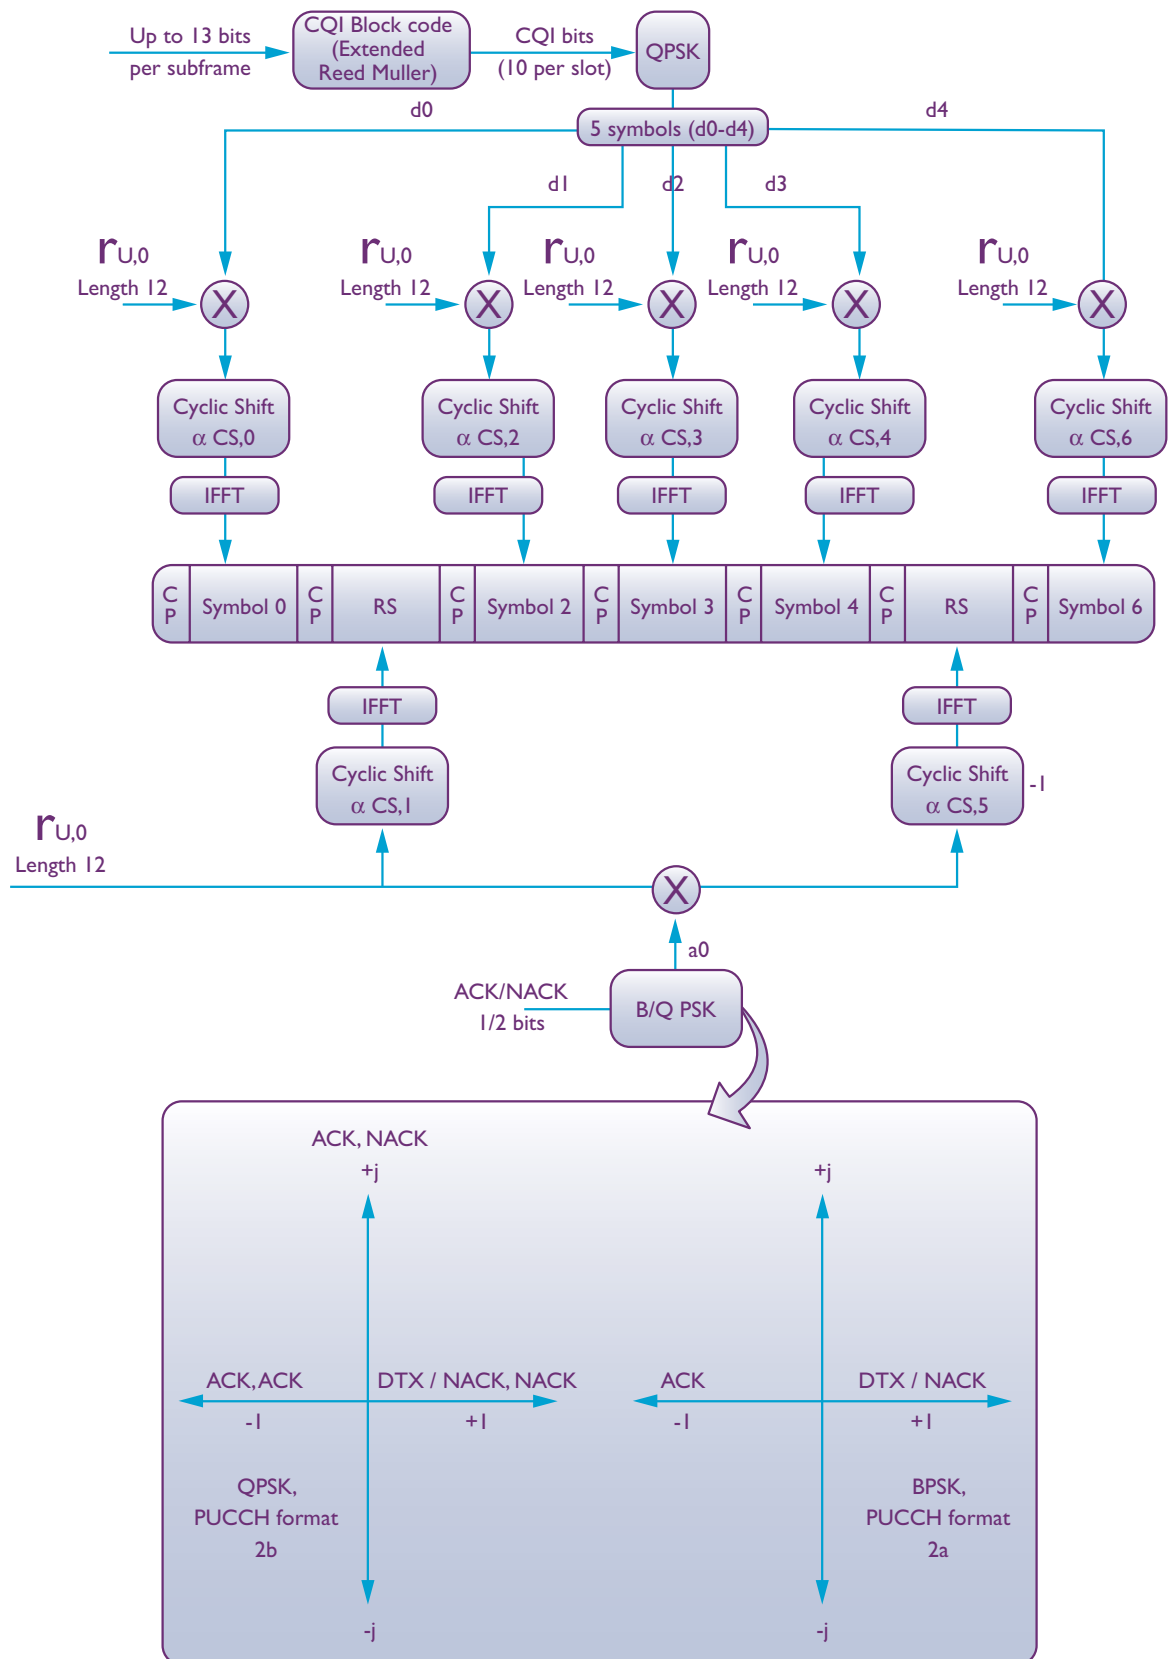 Up to 13 bits
per subframe
CQI Block code
(Extended
Reed Muller)
CQI bits
(10 per slot)
QPSK
d0
5 symbols (d0-d4)
d4
d1
d2
d3
rU,0
Length 12
X
rU,0
Length 12
X
rU,0
Length 12
X
rU,0
Length 12
X
rU,0
Length 12
X
Cyclic Shift
α CS,0
Cyclic Shift
α CS,2
Cyclic Shift
α CS,3
Cyclic Shift
α CS,4
Cyclic Shift
α CS,6
IFFT
IFFT
IFFT
IFFT
IFFT
CP
Symbol 0
CP
RS
CP
Symbol 2
CP
Symbol 3
CP
Symbol 4
CP
RS
CP
Symbol 6
IFFT
IFFT
Cyclic Shift
α CS,1
Cyclic Shift
α CS,5
-1
rU,0
Length 12
X
a0
ACK/NACK
1/2 bits
B/Q PSK
ACK, NACK
+j
+j
ACK, ACK
DTX / NACK, NACK
-1
+1
ACK
DTX / NACK
-1
+1
QPSK,
PUCCH format
2b
BPSK,
PUCCH format
2a
-j
-j